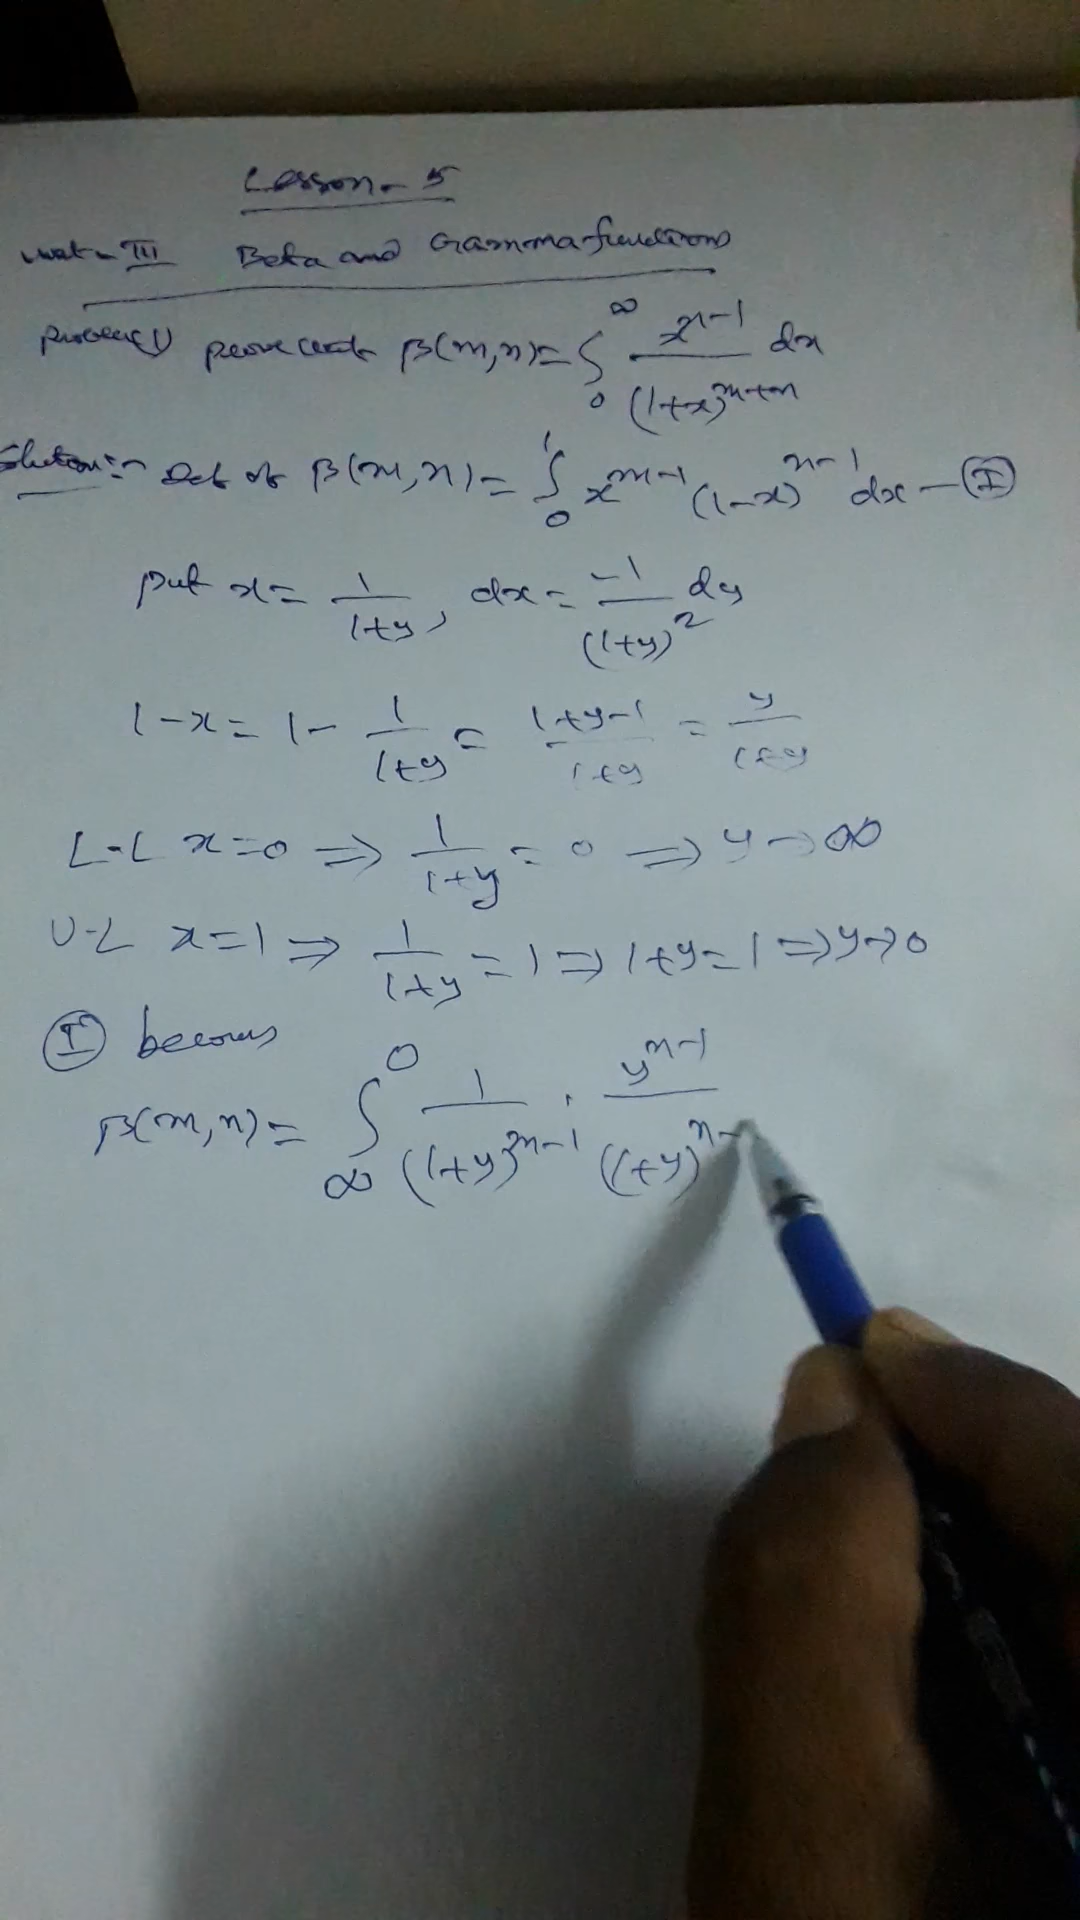 Lesson - 5
Unit - III Beta and Gamma functions
Problem 1) prove that β(m,n) = ∫₀^∞ x^(n-1) / (1+x)^(m+n) dx
Solution :- Def of β(m,n) = ∫₀^1 x^(m-1) (1-x)^(n-1) dx — (I)
put x = 1/(1+y), dx = -1/(1+y)² dy
1-x = 1 - 1/(1+y) = (1+y-1)/(1+y) = y/(1+y)
L-L x=0 ⇒ 1/(1+y) = 0 ⇒ y → ∞
U-L x=1 ⇒ 1/(1+y) = 1 ⇒ 1+y=1 ⇒ y→0
(I) becomes
β(m,n) = ∫_∞^0 1/(1+y)^(m-1) · y^(n-1)/(1+y)^(n-